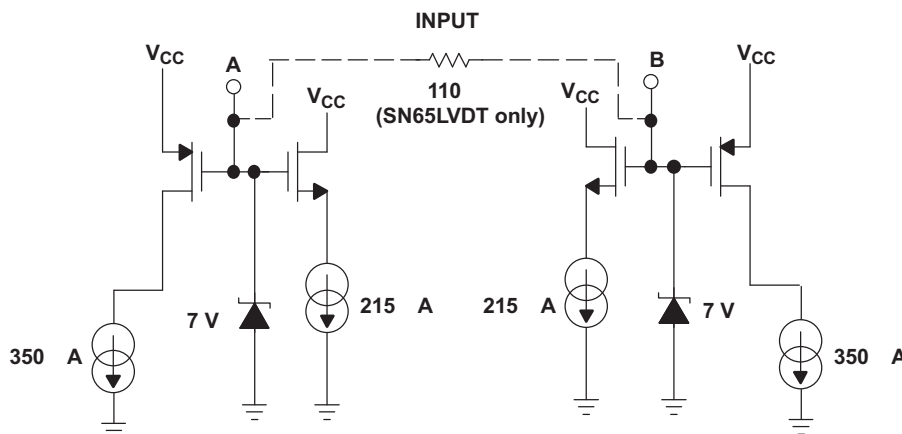 INPUT
VCC
A
B
VCC
VCC
VCC
110
(SN65LVDT only)
7 V
215 A
215 A
7 V
350 A
350 A